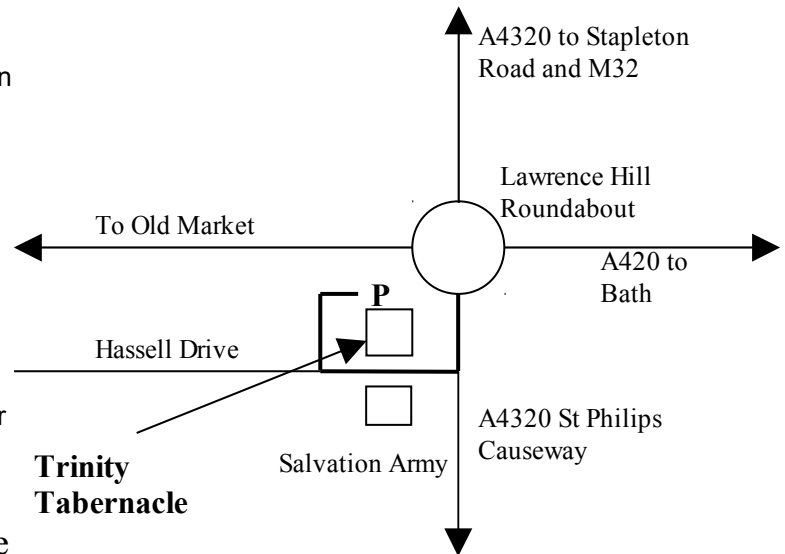 A4320 to Stapleton
Road and M32
n
Lawrence Hill
Roundabout
To Old Market
A420 to
Bath
P
Hassell Drive
r
A4320 St Philips
Causeway
Salvation Army
Trinity
Tabernacle
e